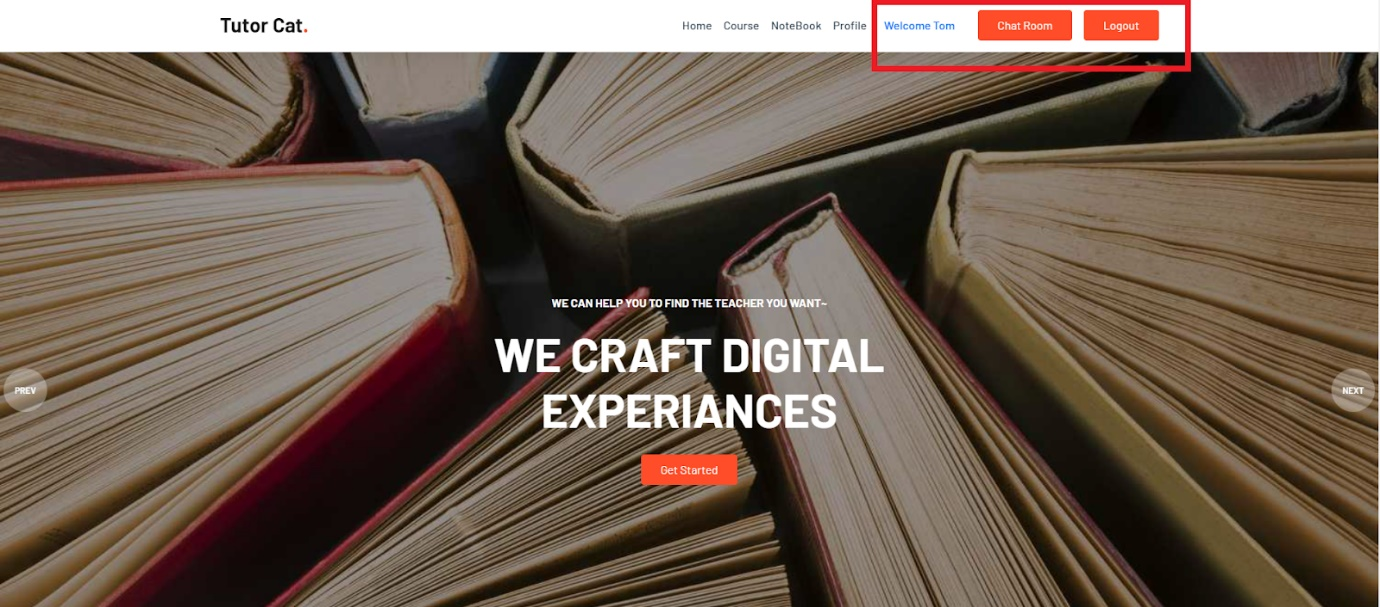 Tutor Cat.
Home Course NoteBook Profile Welcome Tom Chat Room Logout
WE CAN HELP YOU TO FIND THE TEACHER YOU WANT~
WE CRAFT DIGITAL
EXPERIANCES
PREV
NEXT
Get Started